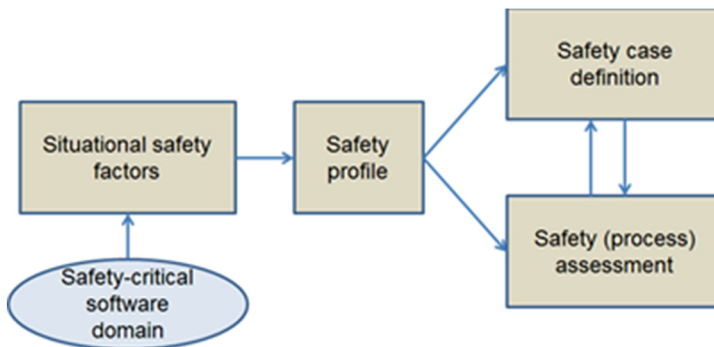 Situational safety
factors
Safety
profile
Safety case
definition
Safety (process)
assessment
Safety-critical
software
domain